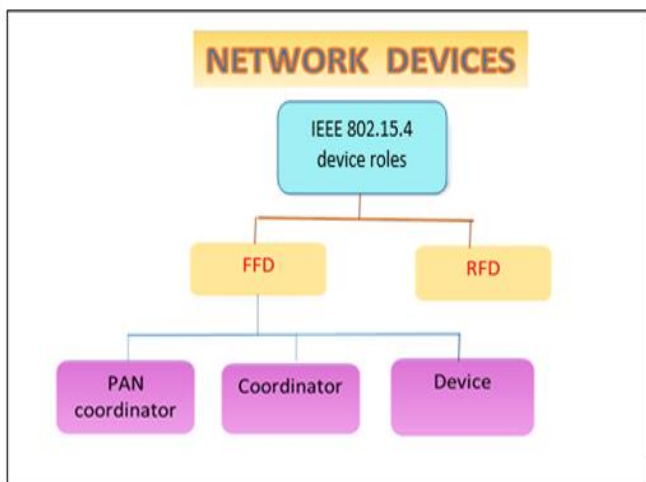 NETWORK DEVICES
IEEE 802.15.4
device roles
FFD
RFD
PAN
coordinator
Coordinator
Device